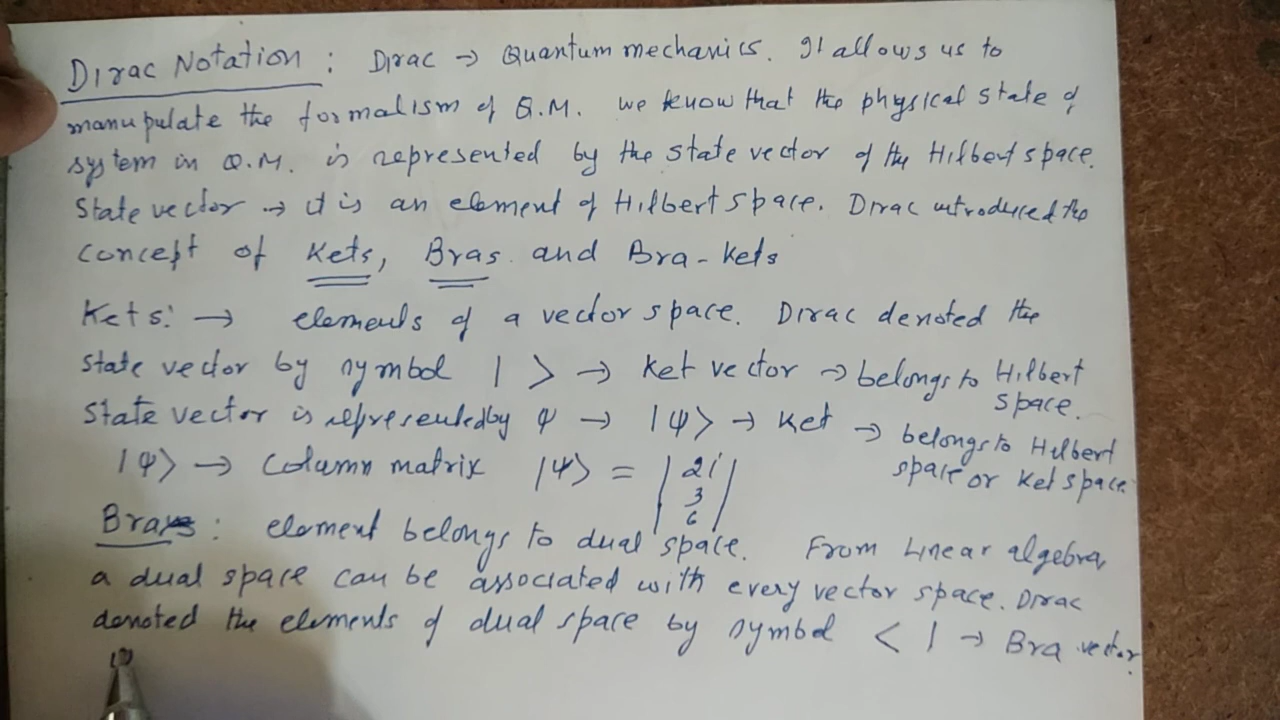 Dirac Notation : Dirac → Quantum mechanics. It allows us to
manupulate the formalism of Q.M. we know that the physical state of
system in Q.M. is represented by the state vector of the Hilbert space.
State vector → it is an element of Hilbert space. Dirac introduced the
concept of Kets, Bras and Bra-kets
Kets: → elements of a vector space. Dirac denoted the
state vector by symbol | > → Ket vector → belongs to Hilbert
space.
State vector is represented by ψ → |ψ> → Ket → belongs to Hilbert
space or Ket space
|ψ> → Column matrix |ψ> = | 2i |
3
6
Bras : element belongs to dual space. From Linear algebra,
a dual space can be associated with every vector space. Dirac
denoted the elements of dual space by symbol < | → Bra vector